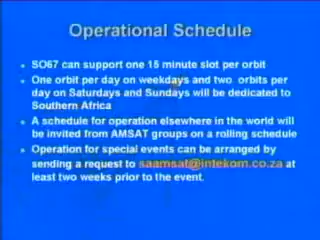 Operational Schedule
SO67 can support one 15 minute slot per orbit
One orbit per day on weekdays and two orbits per
day on Saturdays and Sundays will be dedicated to
Southern Africa
A schedule for operation elsewhere in the world will
be invited from AMSAT groups on a rolling schedule
Operation for special events can be arranged by
sending a request to saamsat@intekom.co.za at
least two weeks prior to the event.